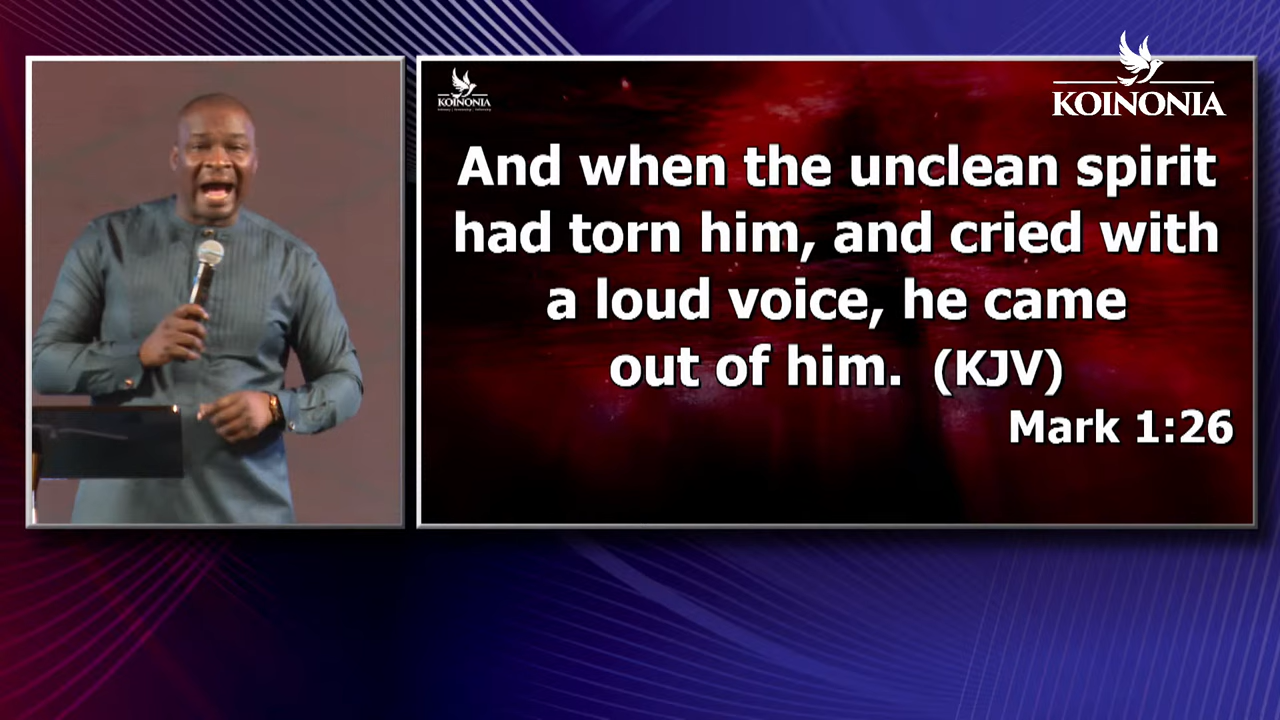 KOINONIA
KOINONIA
And when the unclean spirit
had torn him, and cried with
a loud voice, he came
out of him. (KJV)
Mark 1:26